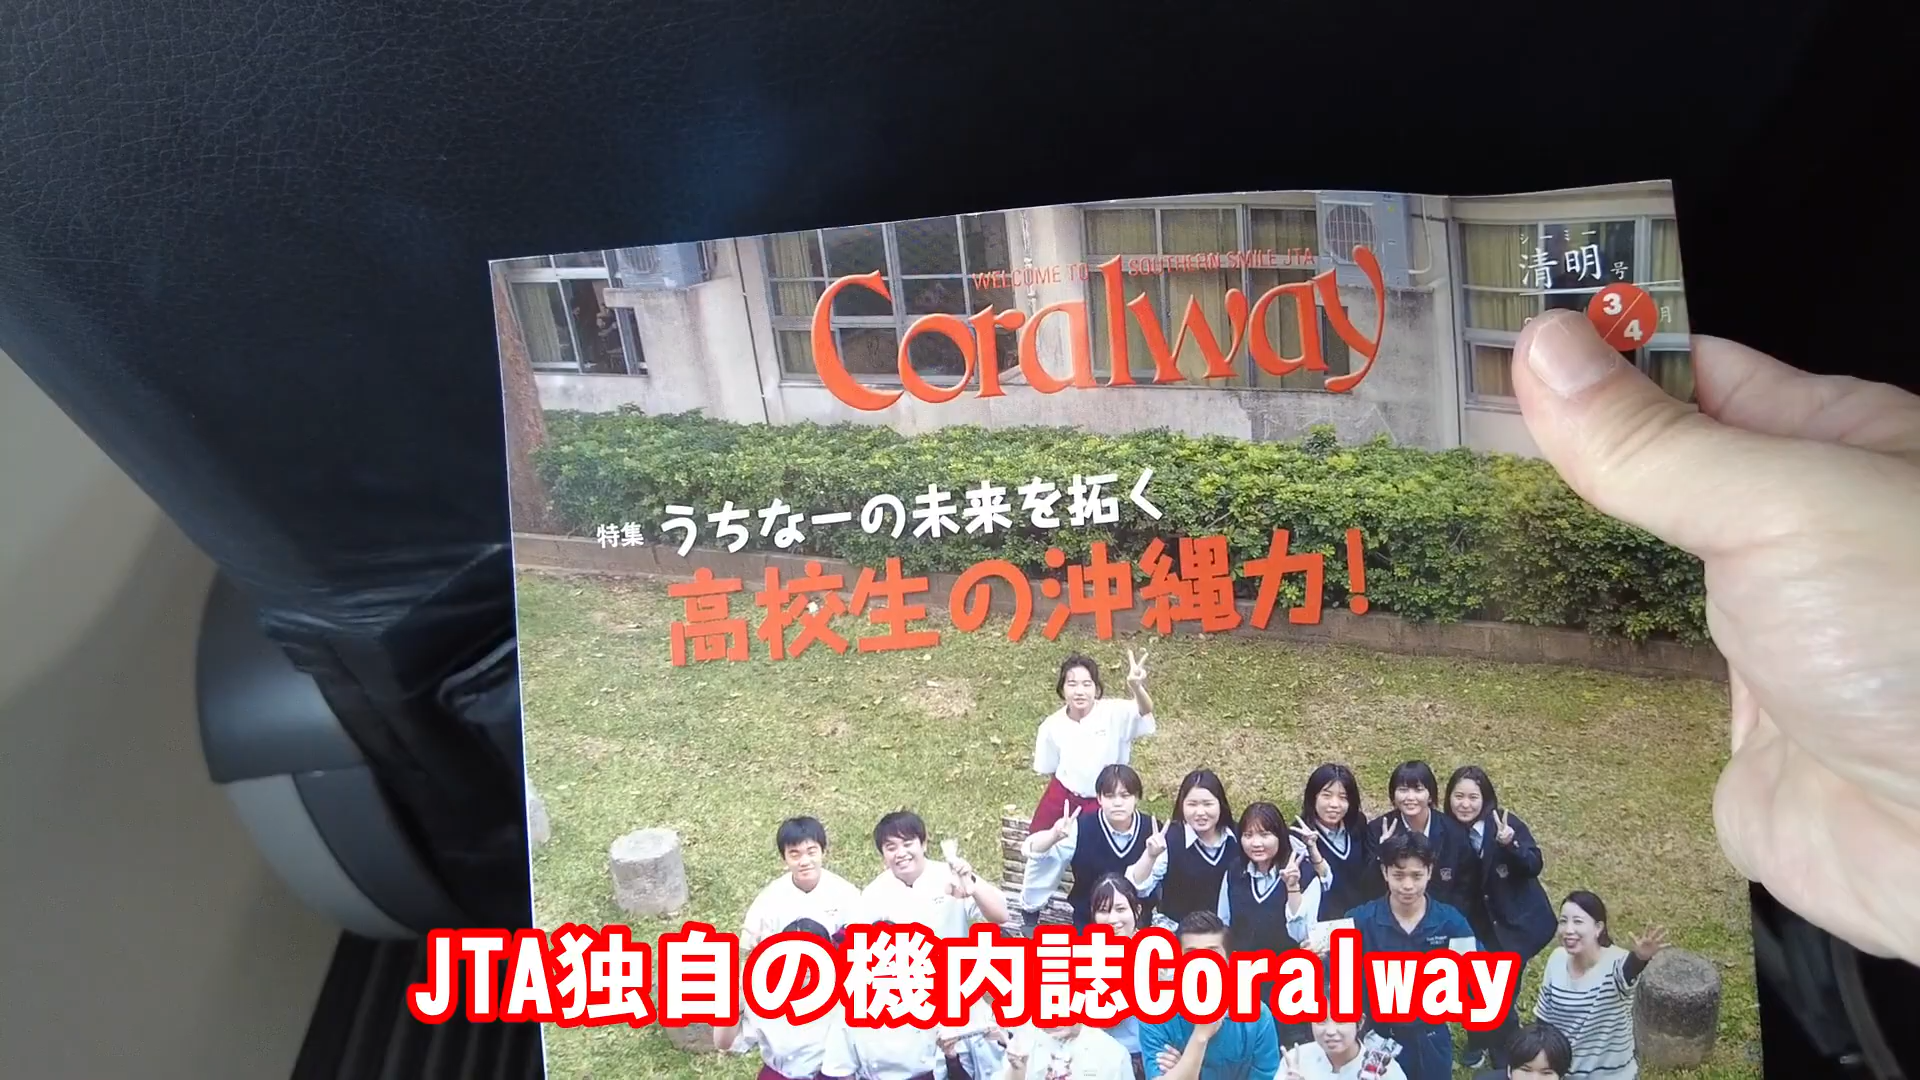 WELCOME TO SOUTHERN SMILE JTA
Coralway
シーミー
清明号
3/4月
特集 うちなーの未来を拓く
高校生の沖縄力!
JTA独自の機内誌Coralway